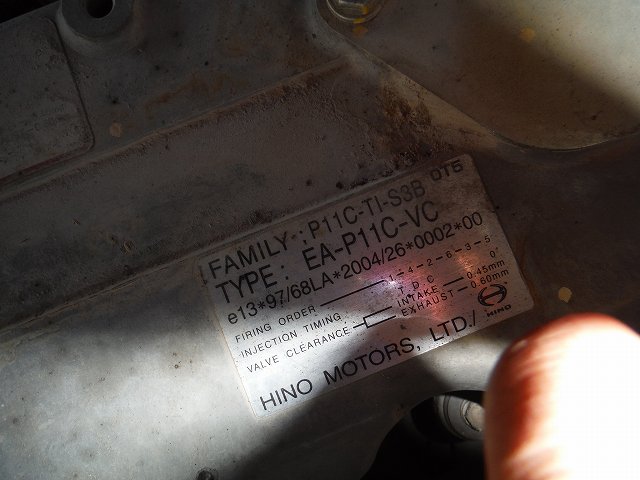 FAMILY : P11C-TI-S3B DT5
TYPE : EA-P11C-VC
e13*97/68LA*2004/26*0002*00
FIRING ORDER 1-4-2-6-3-5
INJECTION TIMING T.D.C 0°
VALVE CLEARANCE INTAKE 0.45mm
EXHAUST 0.60mm
HINO MOTORS, LTD./
HINO